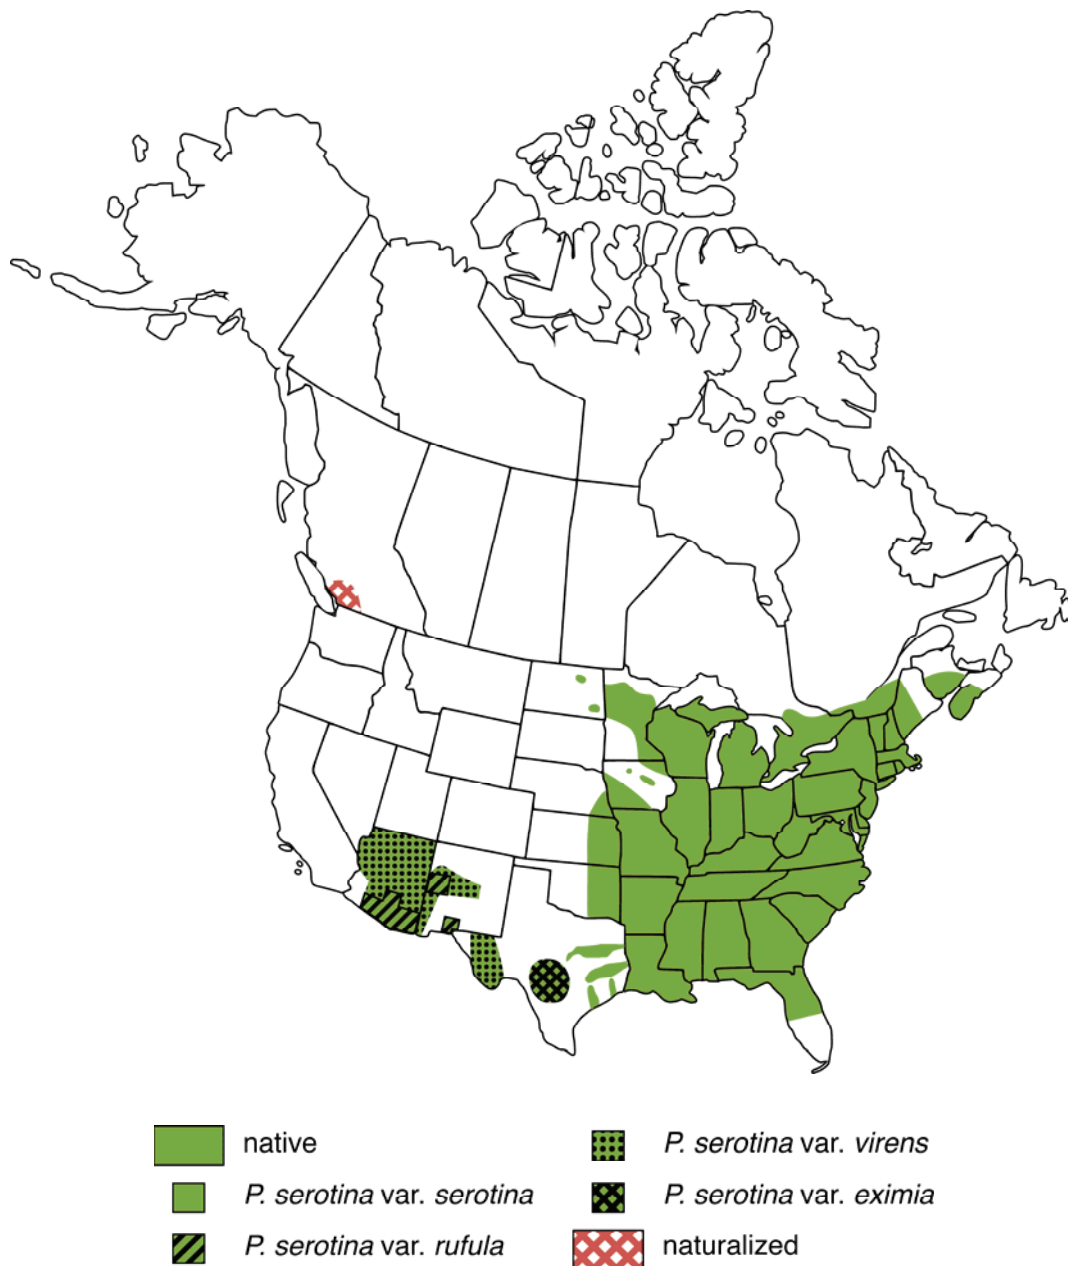 native
P. serotina var. serotina
P. serotina var. rufula
P. serotina var. virens
P. serotina var. eximia
naturalized